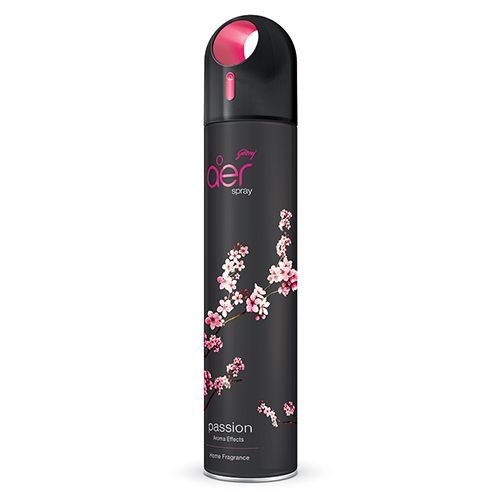 Godrej
aer
spray
passion
Aroma Effects
Home Fragrance